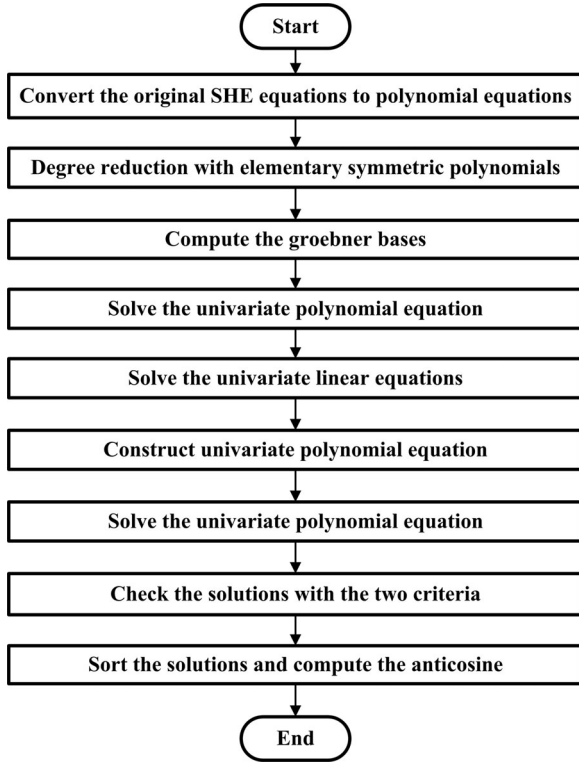 Start
Convert the original SHE equations to polynomial equations
Degree reduction with elementary symmetric polynomials
Compute the groebner bases
Solve the univariate polynomial equation
Solve the univariate linear equations
Construct univariate polynomial equation
Solve the univariate polynomial equation
Check the solutions with the two criteria
Sort the solutions and compute the anticosine
End